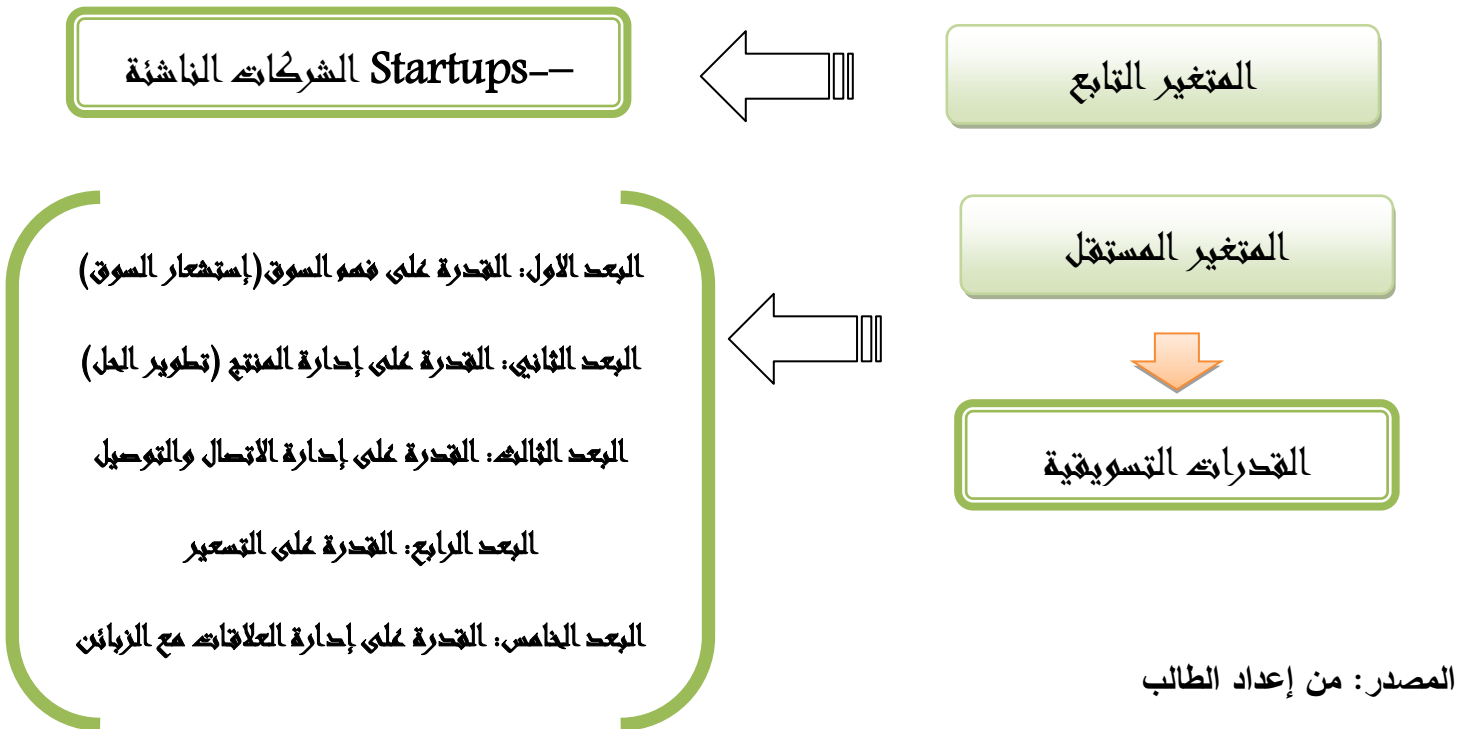 المتغير التابع
الشركات الناشئة Startups--
المتغير المستقل
القدرات التسويقية
البعد الاول: القدرة على فهم السوق(إستشعار السوق)
البعد الثاني: القدرة على إدارة المنتج (تطوير الحل)
البعد الثالث: القدرة على إدارة الاتصال والتوصيل
البعد الرابع: القدرة على التسعير
البعد الخامس: القدرة على إدارة العلاقات مع الزبائن
المصدر: من إعداد الطالب